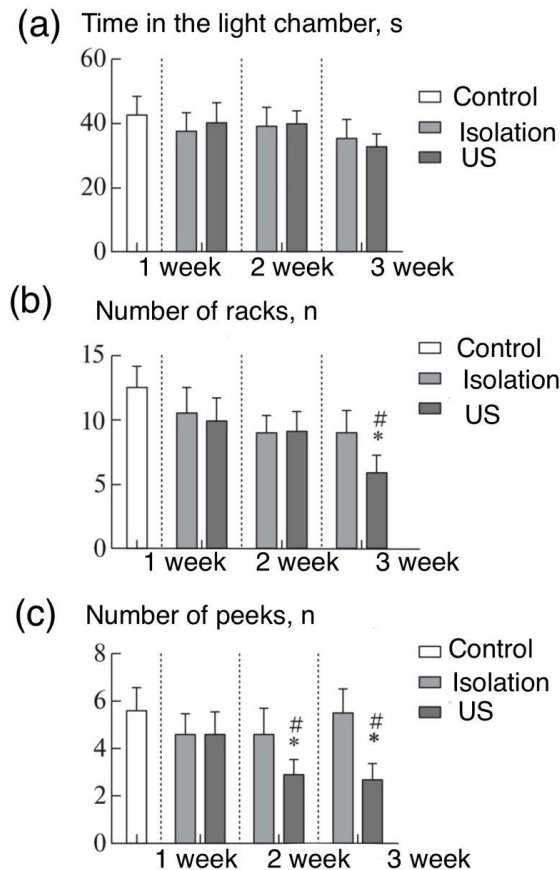 (a) Time in the light chamber, s
60
40
20
0
Control
Isolation
US
1 week 2 week 3 week
(b) Number of racks, n
15
10
5
0
Control
Isolation
US
#
*
1 week 2 week 3 week
(c) Number of peeks, n
8
6
4
2
0
Control
Isolation
US
# #
* *
1 week 2 week 3 week